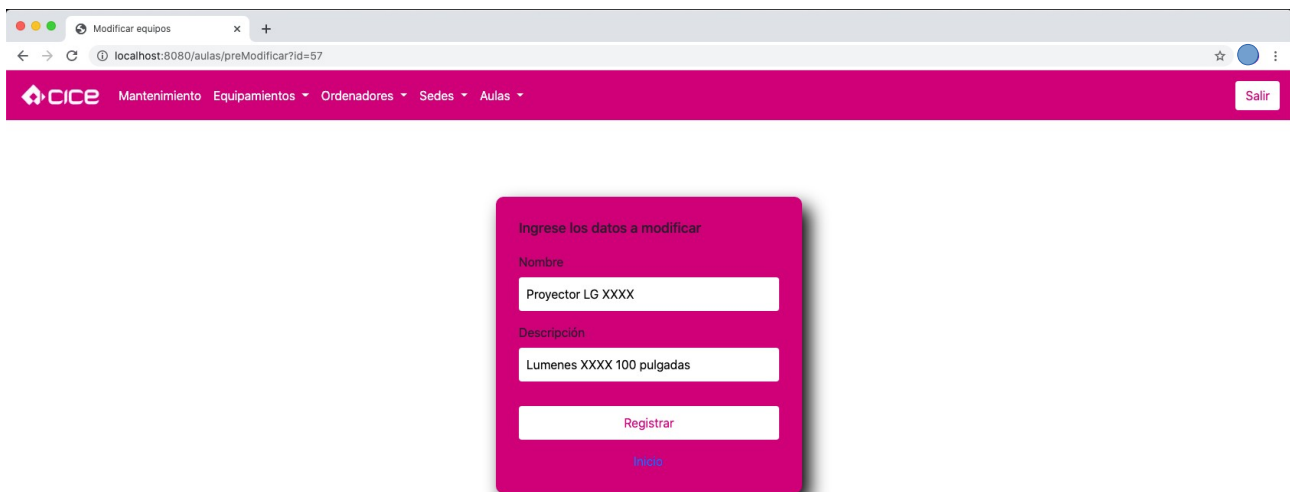 Modificar equipos
localhost:8080/aulas/preModificar?id=57
CICE Mantenimiento Equipamientos Ordenadores Sedes Aulas Salir
Ingrese los datos a modificar
Nombre
Proyector LG XXXX
Descripción
Lumenes XXXX 100 pulgadas
Registrar
Inicio